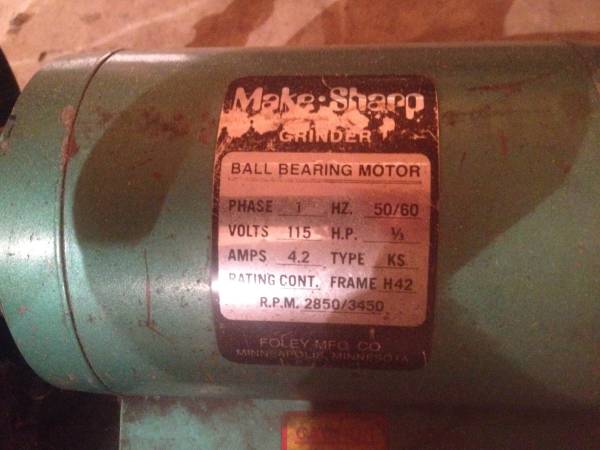 Make-Sharp
GRINDER
BALL BEARING MOTOR
PHASE 1 HZ. 50/60
VOLTS 115 H.P. ⅓
AMPS 4.2 TYPE KS
RATING CONT. FRAME H42
R.P.M. 2850/3450
FOLEY MFG. CO.
MINNEAPOLIS, MINNESOTA